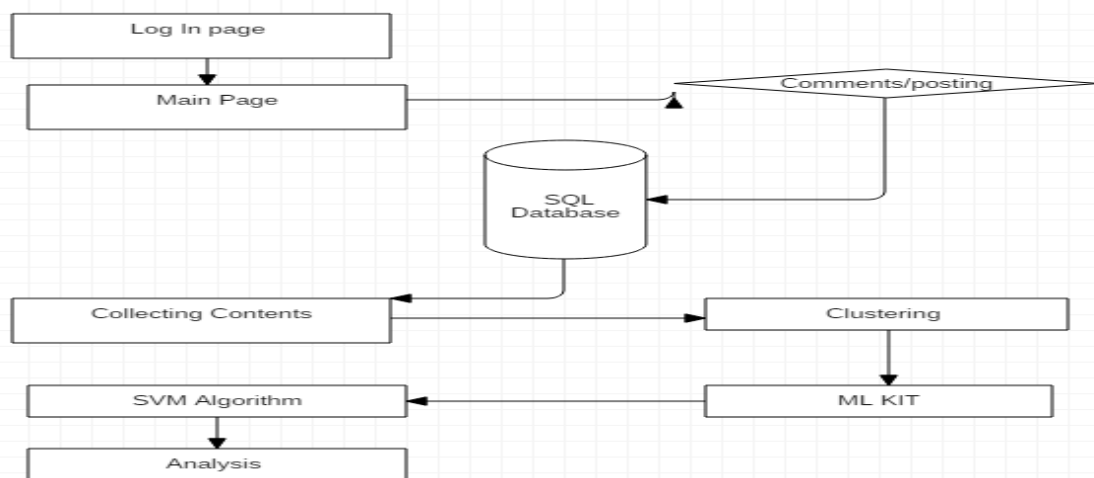 Log In page
Main Page
Comments/posting
SQL
Database
Collecting Contents
Clustering
SVM Algorithm
ML KIT
Analysis